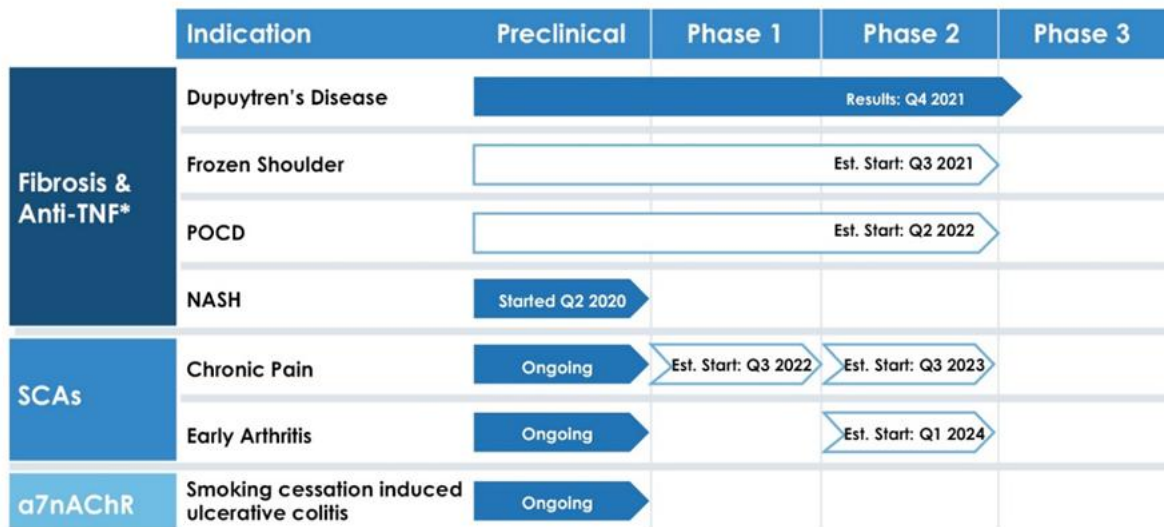 Indication Preclinical Phase 1 Phase 2 Phase 3
Fibrosis &
Anti-TNF*
Dupuytren's Disease Results: Q4 2021
Frozen Shoulder Est. Start: Q3 2021
POCD Est. Start: Q2 2022
NASH Started Q2 2020
SCAs
Chronic Pain Ongoing Est. Start: Q3 2022 Est. Start: Q3 2023
Early Arthritis Ongoing Est. Start: Q1 2024
a7nAChR
Smoking cessation induced
ulcerative colitis
Ongoing